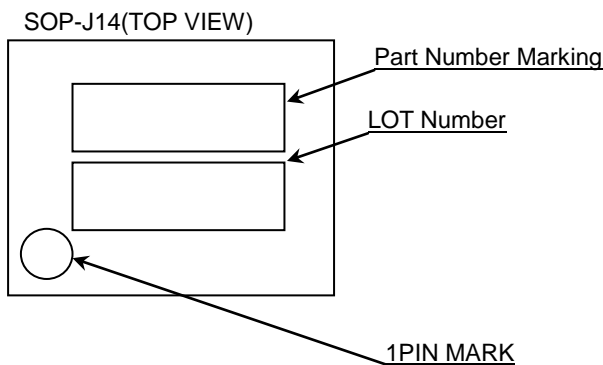 SOP-J14(TOP VIEW)
Part Number Marking
LOT Number
1PIN MARK